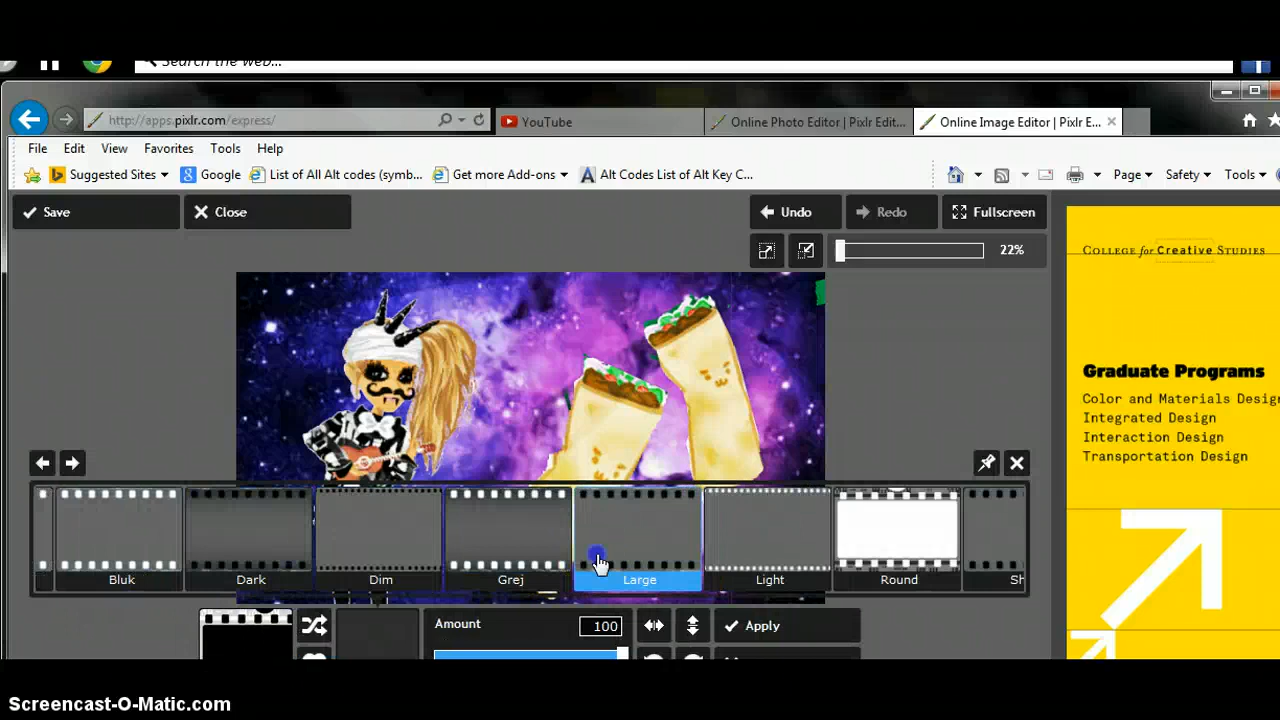 Search the web...
http://apps.pixlr.com/express/
YouTube
Online Photo Editor | Pixlr Edit...
Online Image Editor | Pixlr E...
File Edit View Favorites Tools Help
Suggested Sites
Google
List of All Alt codes (symb...
Get more Add-ons
Alt Codes List of Alt Key C...
Page Safety Tools
Save
Close
Undo
Redo
Fullscreen
22%
COLLEGE for CREATIVE STUDIES
Graduate Programs
Color and Materials Design
Integrated Design
Interaction Design
Transportation Design
Bluk
Dark
Dim
Grej
Large
Light
Round
Sh
Amount
100
Apply
Screencast-O-Matic.com